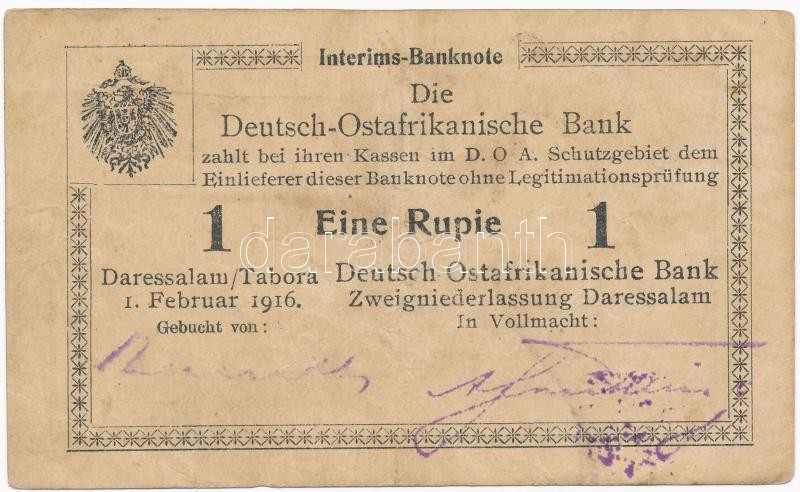 Interims-Banknote
Die
Deutsch-Ostafrikanische Bank
zahlt bei ihren Kassen im D. O A. Schutzgebiet dem
Einlieferer dieser Banknote ohne Legitimationsprüfung
1 Eine Rupie 1
darabanth
Daressalam/Tabora
1. Februar 1916.
Gebucht von:
Deutsch-Ostafrikanische Bank
Zweigniederlassung Daressalam
In Vollmacht: